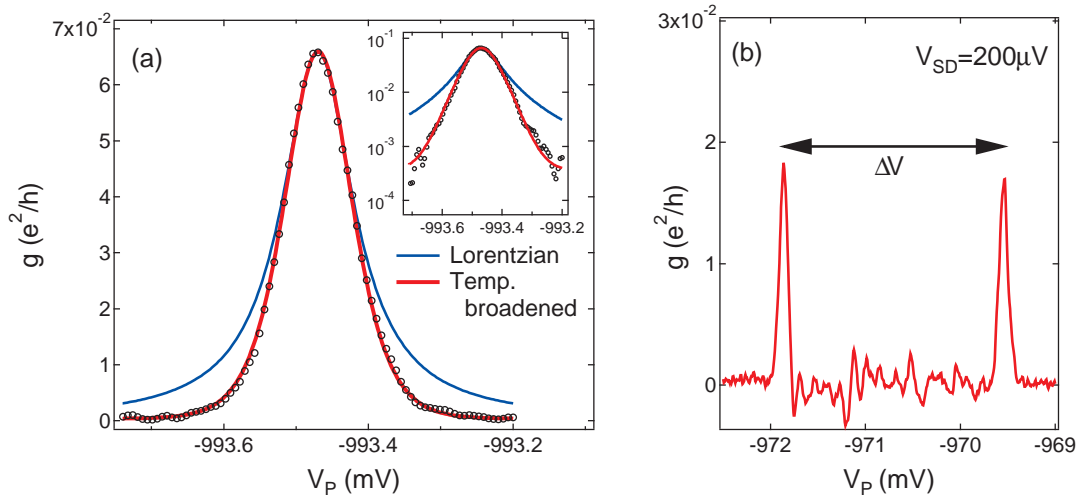 (a)
7x10⁻²
6
5
4
3
2
1
0
g (e²/h)
-993.6
-993.4
-993.2
V_P (mV)
10⁻¹
10⁻²
10⁻³
10⁻⁴
-993.6
-993.4
-993.2
Lorentzian
Temp.
broadened
(b)
V_SD=200μV
ΔV
3x10⁻²
2
1
0
g (e²/h)
-972
-971
-970
-969
V_P (mV)